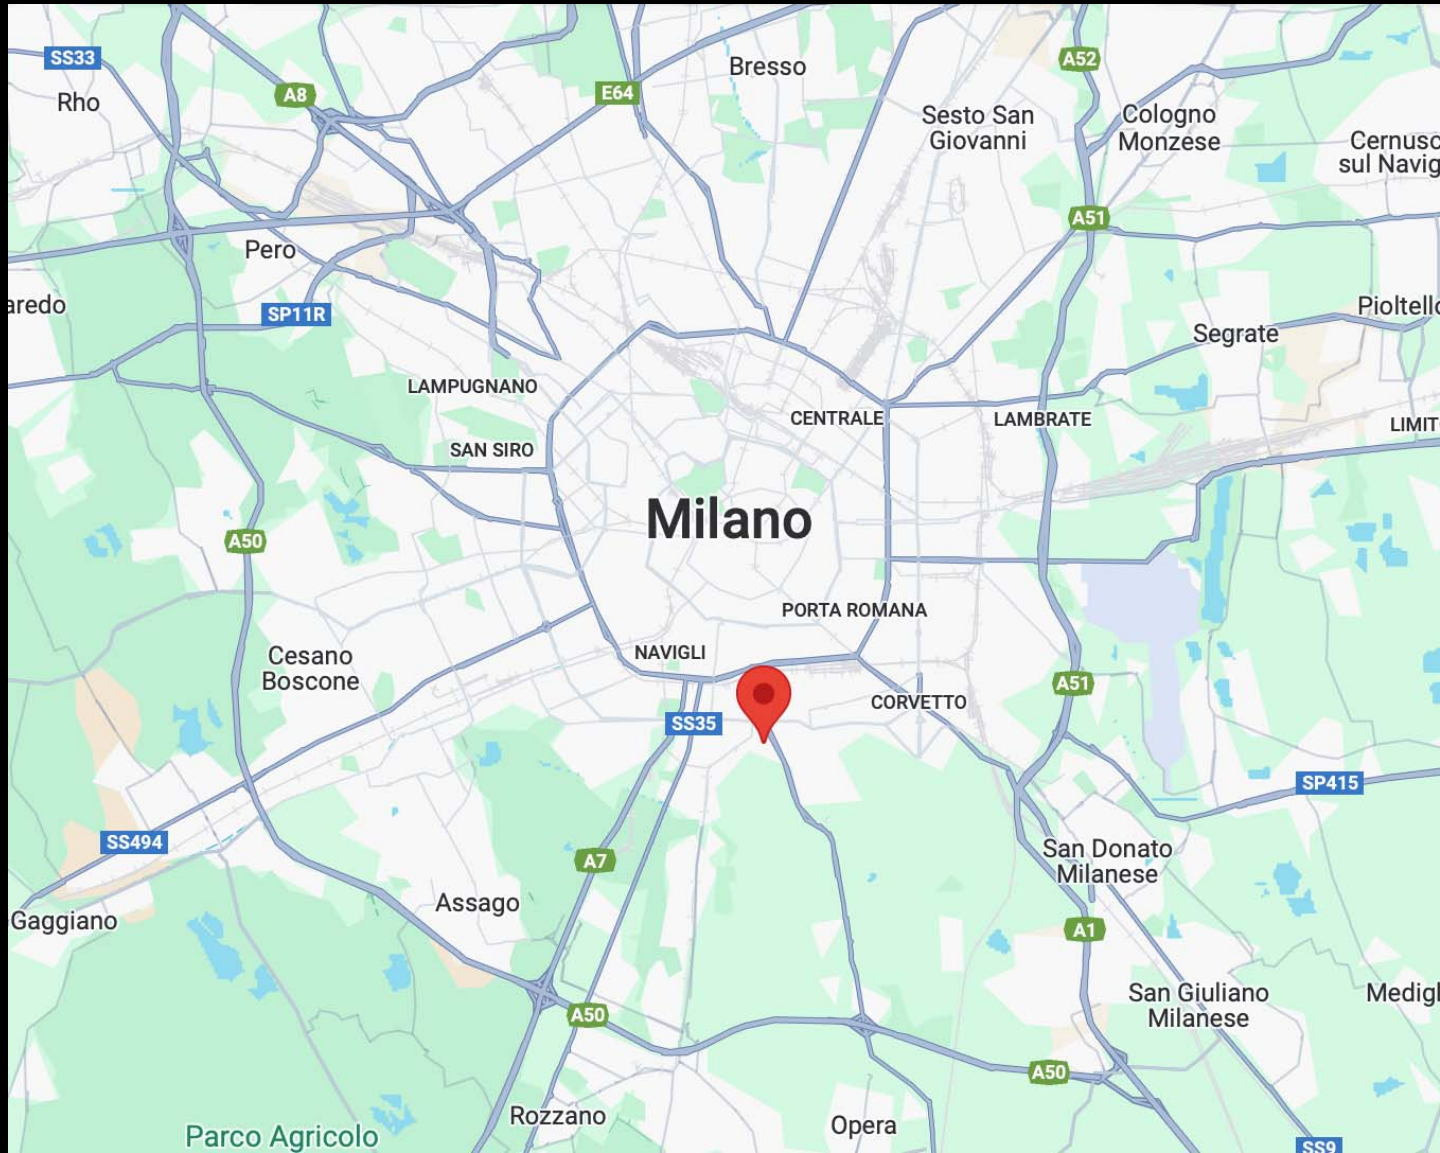 SS33
Rho
A8
E64
Bresso
A52
Sesto San
Giovanni
Cologno
Monzese
Cernusc
sul Navig
A51
Pero
aredo
SP11R
Pioltello
Segrate
LAMPUGNANO
CENTRALE
LAMBRATE
LIMIT
SAN SIRO
Milano
A50
PORTA ROMANA
NAVIGLI
Cesano
Boscone
A51
CORVETTO
SS35
SP415
SS494
A7
San Donato
Milanese
Assago
Gaggiano
A1
San Giuliano
Milanese
Medigl
A50
A50
Rozzano
Opera
Parco Agricolo
SS9